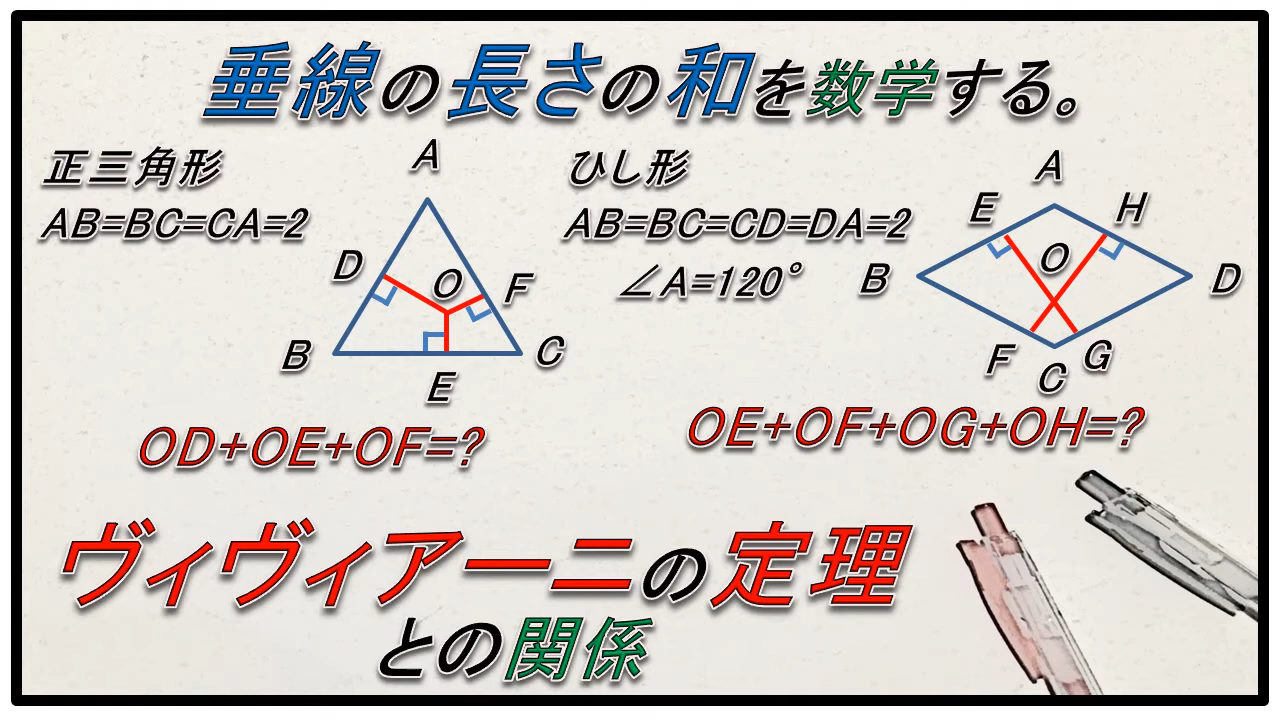 垂線の長さの和を数学する。
正三角形
AB=BC=CA=2
A
D
O
F
B
E
C
OD+OE+OF=?
ひし形
AB=BC=CD=DA=2
∠A=120°
A
E
H
O
B
D
F
C
G
OE+OF+OG+OH=?
ヴィヴィアーニの定理
との関係